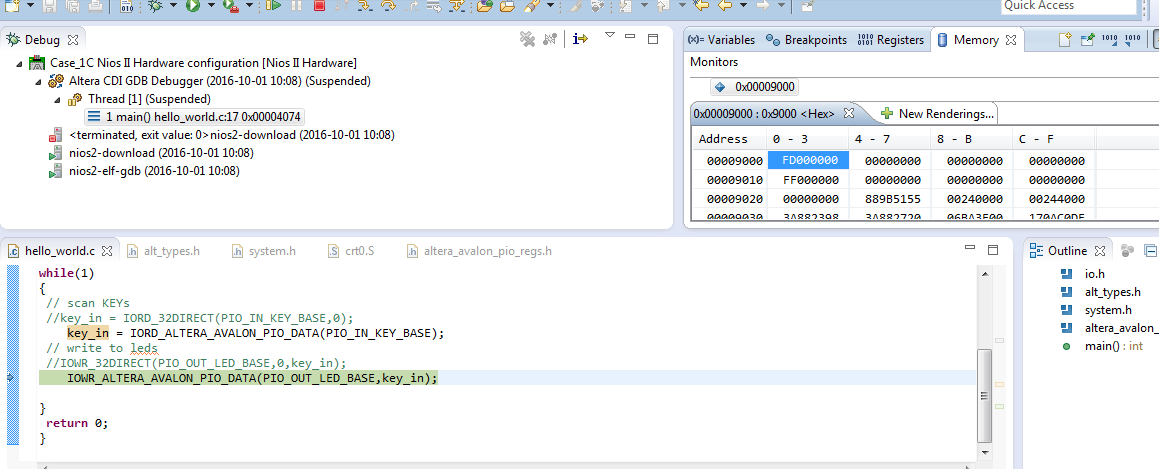 Quick Access
Debug
Case_1C Nios II Hardware configuration [Nios II Hardware]
Altera CDI GDB Debugger (2016-10-01 10:08) (Suspended)
Thread [1] (Suspended)
1 main() hello_world.c:17 0x00004074
<terminated, exit value: 0>nios2-download (2016-10-01 10:08)
nios2-download (2016-10-01 10:08)
nios2-elf-gdb (2016-10-01 10:08)
(x)= Variables Breakpoints Registers Memory
Monitors
0x00009000
0x00009000 : 0x9000 <Hex> New Renderings...
Address 0 - 3 4 - 7 8 - B C - F
00009000 FD000000 00000000 00000000 00000000
00009010 FF000000 00000000 00000000 00000000
00009020 00000000 889B5155 00240000 00244000
00009030 3A882398 3A882720 06BA3E00 170AC0DE
hello_world.c alt_types.h system.h crt0.S altera_avalon_pio_regs.h
while(1)
{
// scan KEYs
//key_in = IORD_32DIRECT(PIO_IN_KEY_BASE,0);
key_in = IORD_ALTERA_AVALON_PIO_DATA(PIO_IN_KEY_BASE);
// write to leds
//IOWR_32DIRECT(PIO_OUT_LED_BASE,0,key_in);
IOWR_ALTERA_AVALON_PIO_DATA(PIO_OUT_LED_BASE,key_in);
}
return 0;
}
Outline
io.h
alt_types.h
system.h
altera_avalon_
main() : int